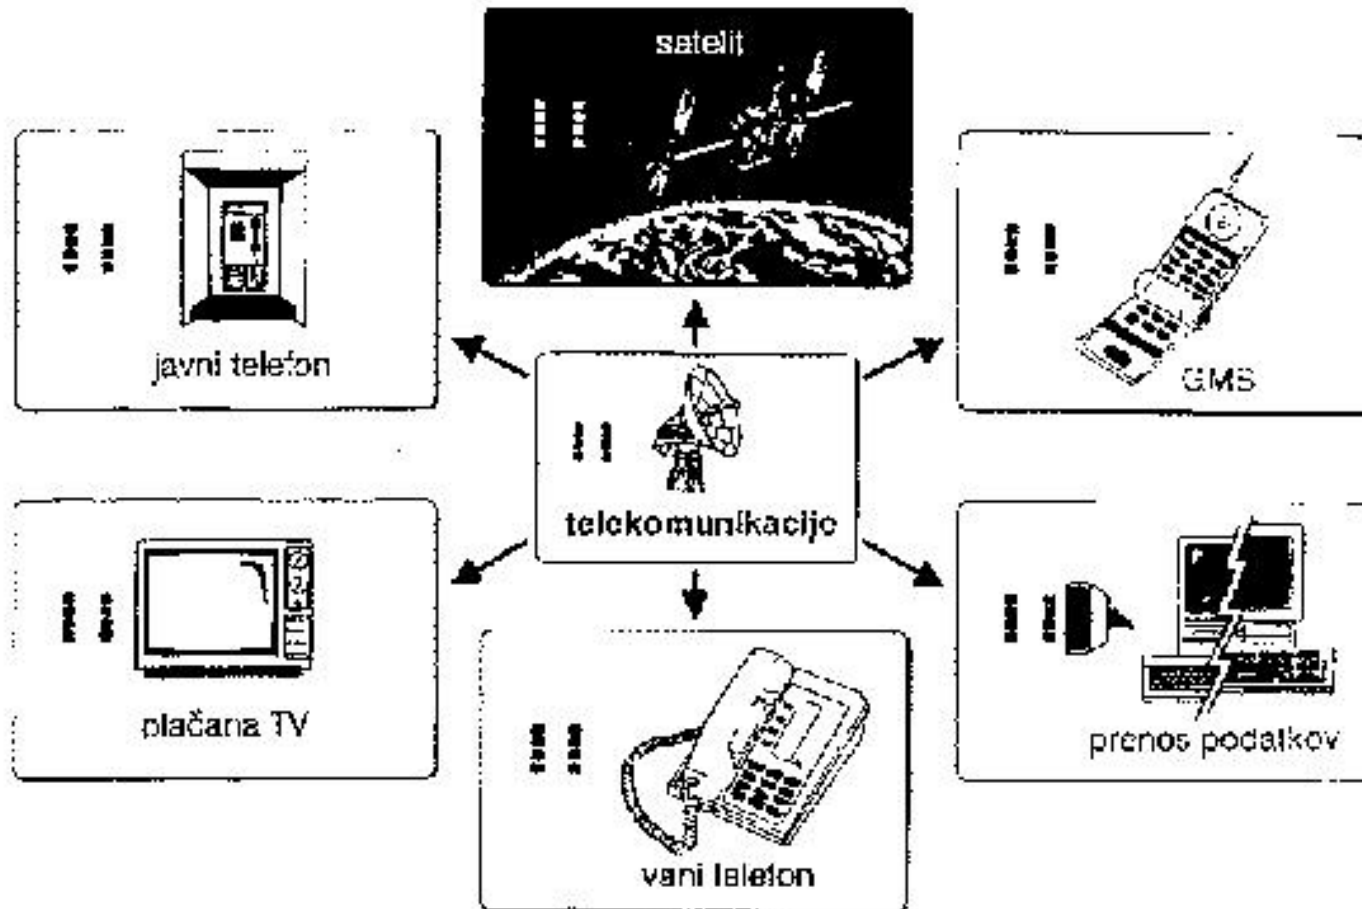 satelit
javni telefon
GMS
telekomunikacije
plačana TV
prenos podatkov
vani telefon